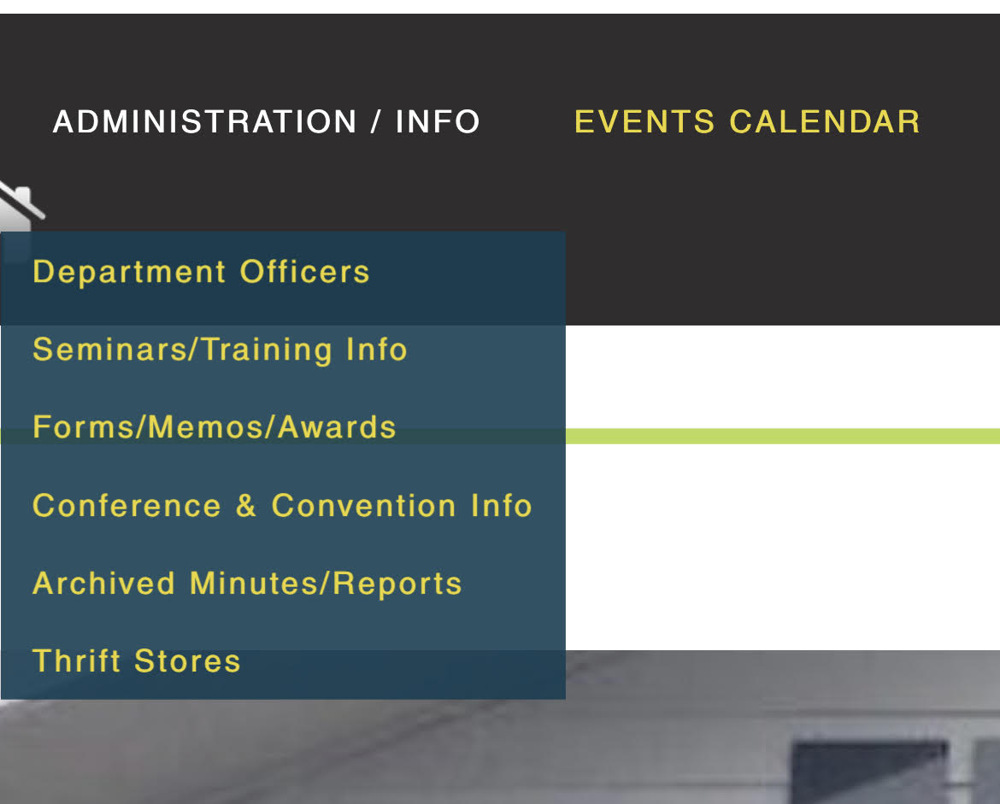 ADMINISTRATION / INFO
EVENTS CALENDAR
Department Officers
Seminars/Training Info
Forms/Memos/Awards
Conference & Convention Info
Archived Minutes/Reports
Thrift Stores